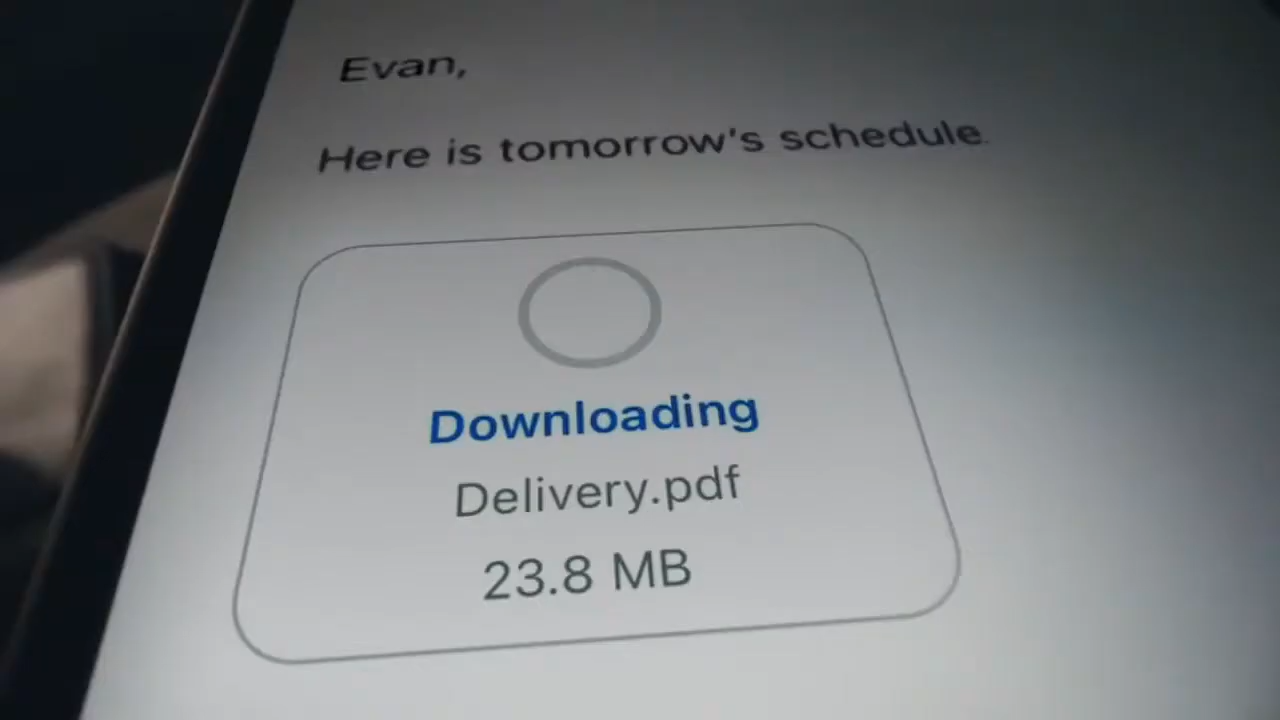 Evan,
Here is tomorrow's schedule.
Downloading
Delivery.pdf
23.8 MB